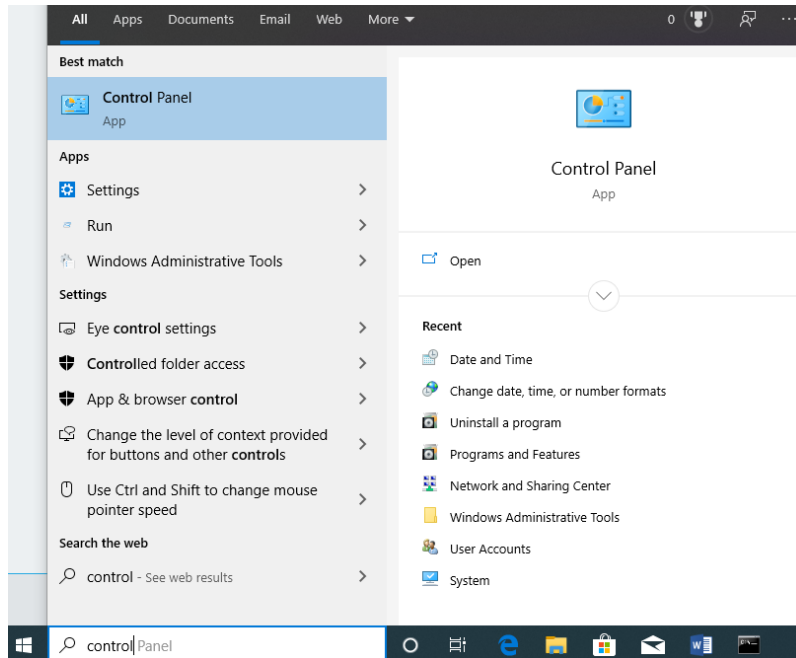 All Apps Documents Email Web More 0 ...
Best match
Control Panel
App
Apps
Settings
Run
Windows Administrative Tools
Settings
Eye control settings
Controlled folder access
App & browser control
Change the level of context provided
for buttons and other controls
Use Ctrl and Shift to change mouse
pointer speed
Search the web
control - See web results
control Panel
Control Panel
App
Open
Recent
Date and Time
Change date, time, or number formats
Uninstall a program
Programs and Features
Network and Sharing Center
Windows Administrative Tools
User Accounts
System